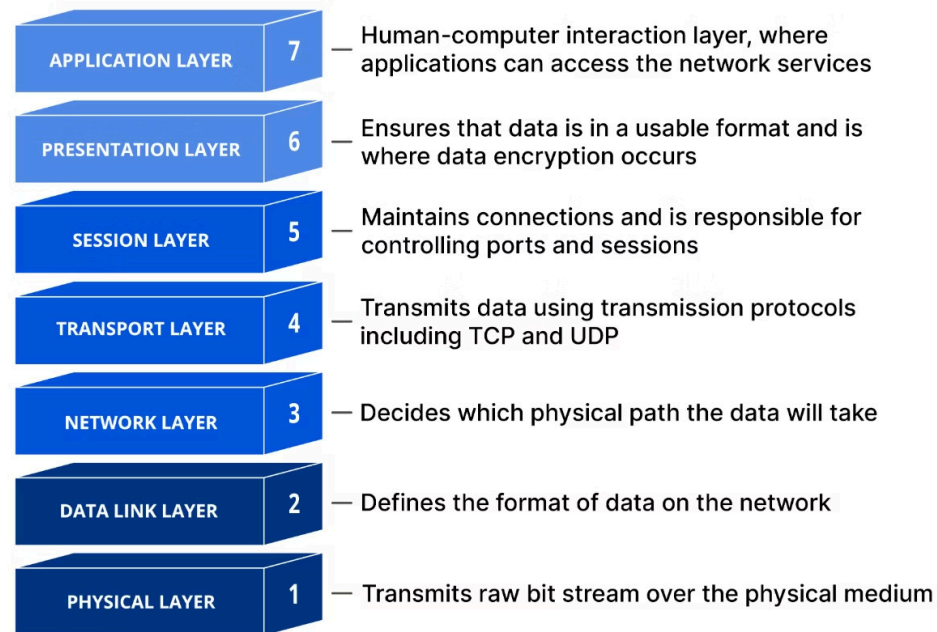 APPLICATION LAYER 7 — Human-computer interaction layer, where
applications can access the network services
PRESENTATION LAYER 6 — Ensures that data is in a usable format and is
where data encryption occurs
SESSION LAYER 5 — Maintains connections and is responsible for
controlling ports and sessions
TRANSPORT LAYER 4 — Transmits data using transmission protocols
including TCP and UDP
NETWORK LAYER 3 — Decides which physical path the data will take
DATA LINK LAYER 2 — Defines the format of data on the network
PHYSICAL LAYER 1 — Transmits raw bit stream over the physical medium